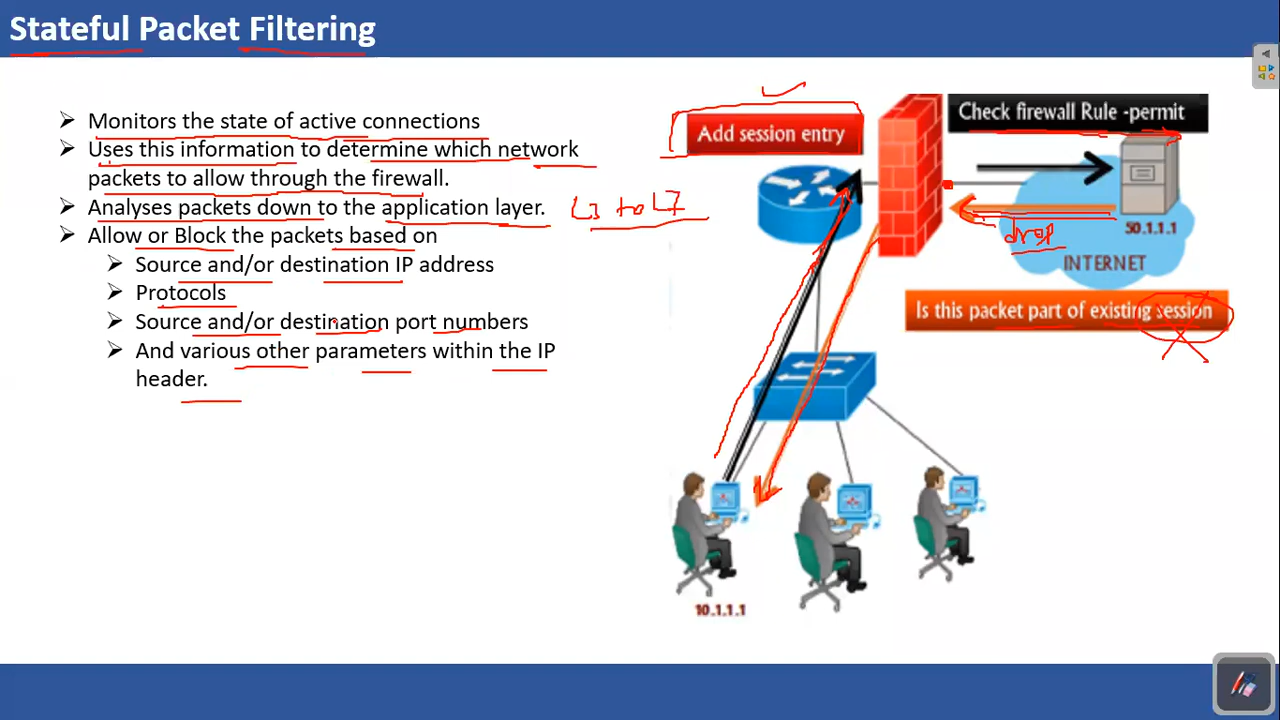 Stateful Packet Filtering
➢ Monitors the state of active connections
➢ Uses this information to determine which network
packets to allow through the firewall.
➢ Analyses packets down to the application layer. L3 to L7
➢ Allow or Block the packets based on
➢ Source and/or destination IP address
➢ Protocols
➢ Source and/or destination port numbers
➢ And various other parameters within the IP
header.
Add session entry
Check firewall Rule -permit
50.1.1.1
drop
INTERNET
Is this packet part of existing session
10.1.1.1